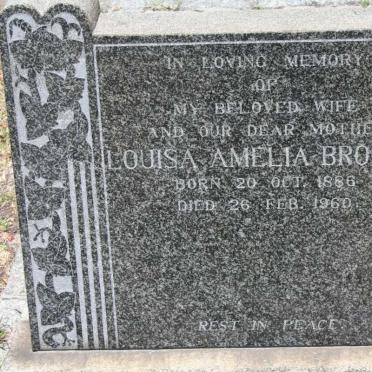 IN LOVING MEMORY
OF
MY BELOVED WIFE
AND OUR DEAR MOTHE
LOUISA AMELIA BRO
BORN 20 OCT. 1886
DIED 26 FEB. 1960.
REST IN PEACE.